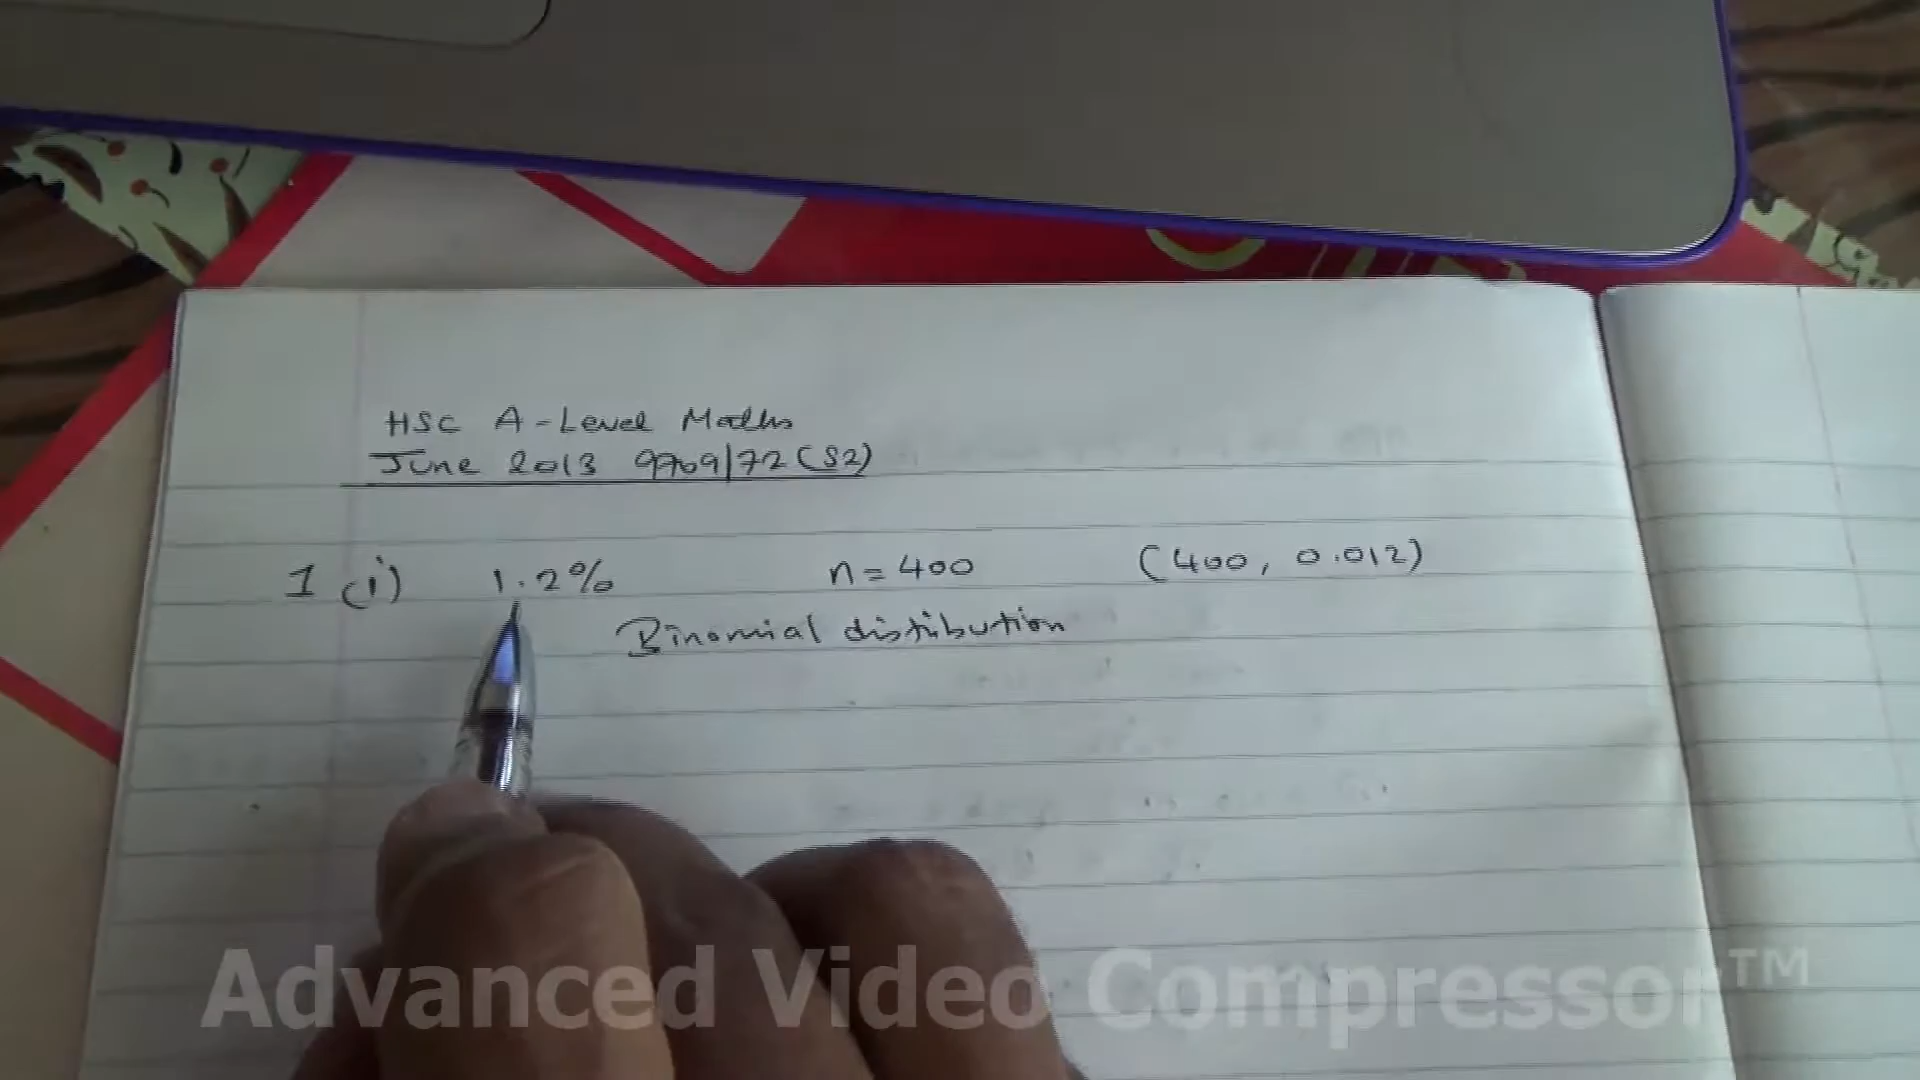 HSC A-Level Maths
June 2013 9709/72 (S2)
1 (i) 1.2% n = 400 (400, 0.012)
Binomial distribution
Advanced Video Compressor™